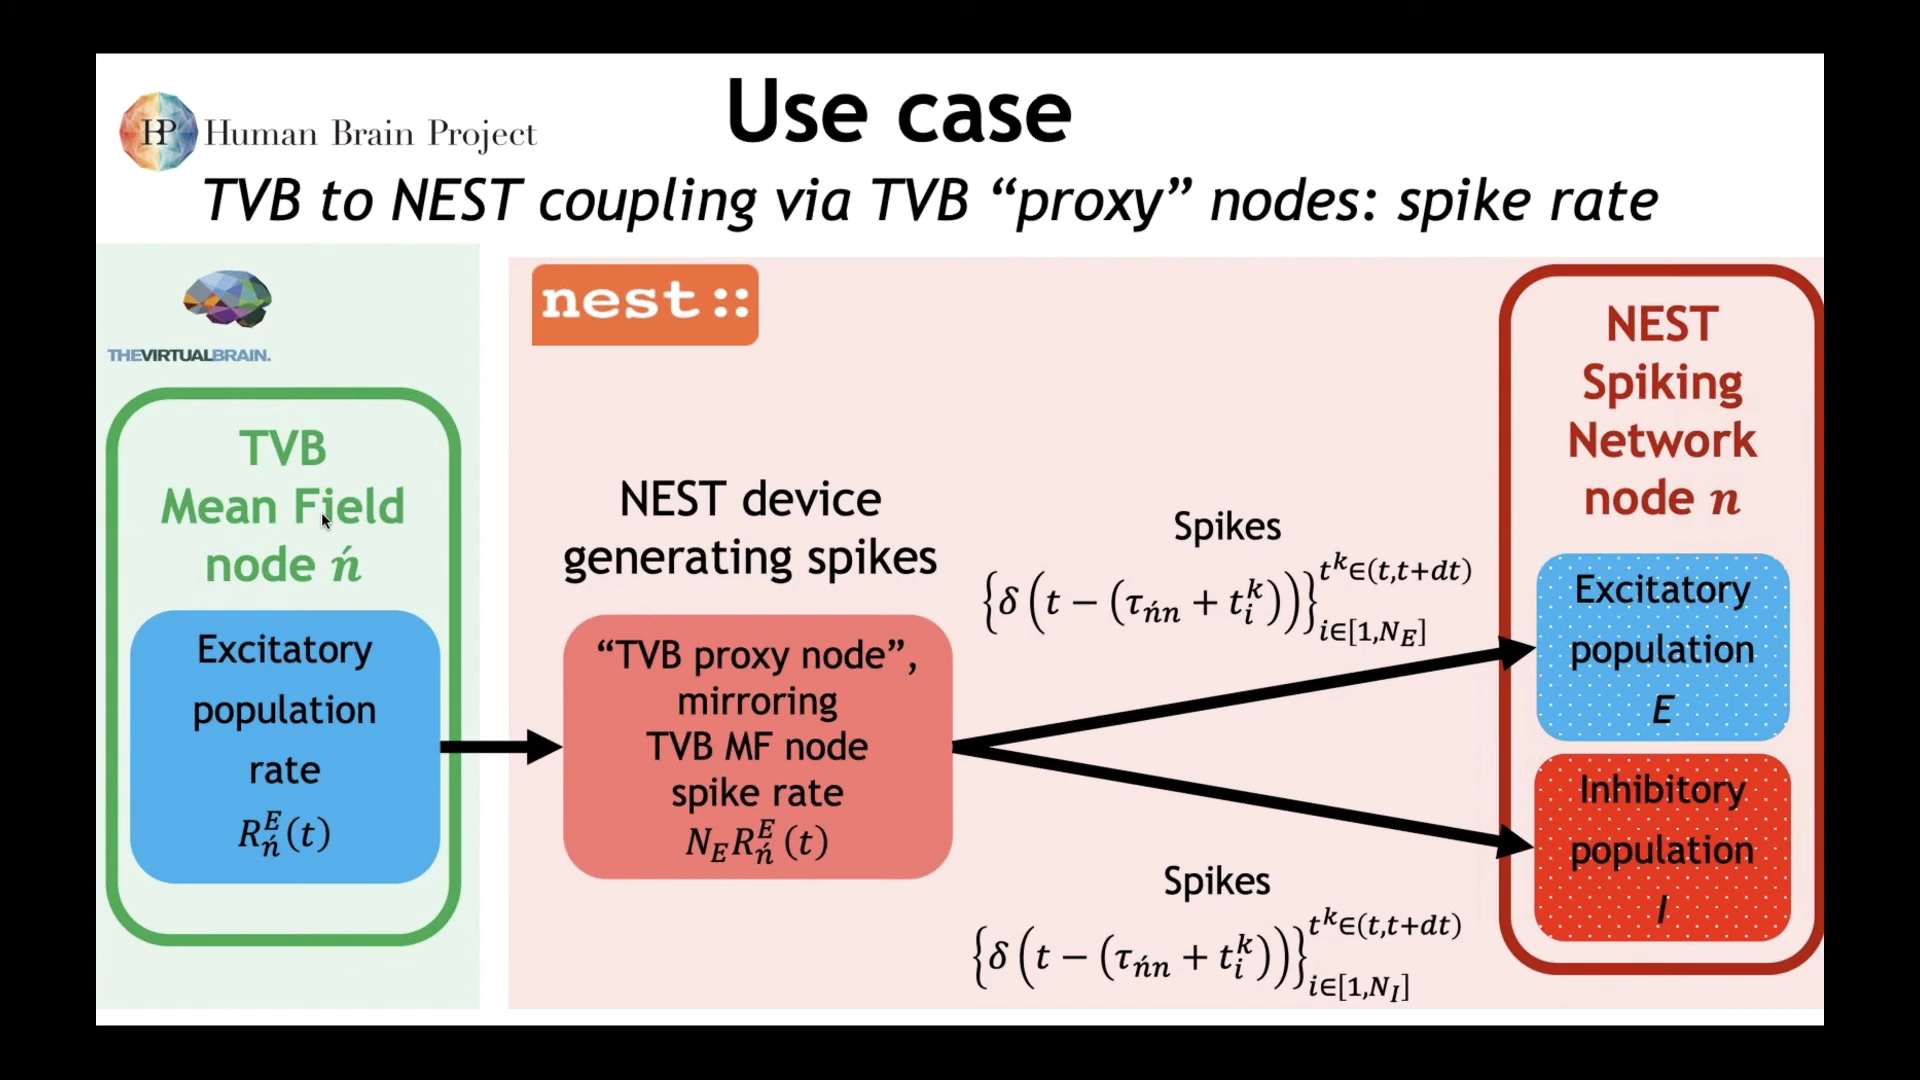 HP Human Brain Project
Use case
TVB to NEST coupling via TVB “proxy” nodes: spike rate
THEVIRTUALBRAIN.
nest::
TVB
Mean Field
node ń
Excitatory
population
rate
R_ń^E(t)
NEST device
generating spikes
“TVB proxy node”,
mirroring
TVB MF node
spike rate
N_E R_ń^E (t)
Spikes
{δ(t − (τ_ńn + t_i^k))}_{i∈[1,N_E]}^{t^k∈(t,t+dt)}
Spikes
{δ(t − (τ_ńn + t_i^k))}_{i∈[1,N_I]}^{t^k∈(t,t+dt)}
NEST
Spiking
Network
node n
Excitatory
population
E
Inhibitory
population
I